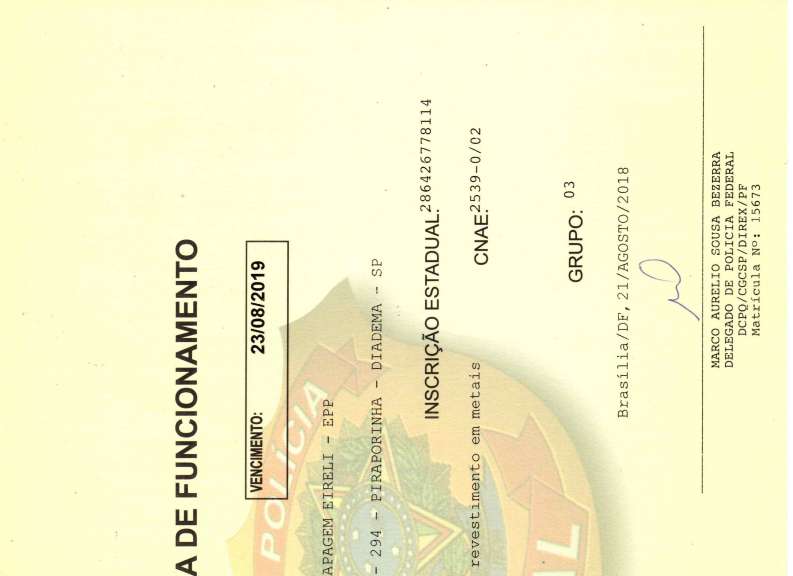 A DE FUNCIONAMENTO
VENCIMENTO: 23/08/2019
APAGEM EIRELI - EPP
- 294 - PIRAPORINHA - DIADEMA - SP
INSCRIÇÃO ESTADUAL: 286426778114
revestimento em metais CNAE: 2539-0/02
GRUPO: 03
Brasília/DF, 21/AGOSTO/2018
MARCO AURELIO SOUSA BEZERRA
DELEGADO DE POLICIA FEDERAL
DCPQ/CGCSP/DIREX/PF
Matrícula Nº: 15673
POLÍCIA
AL